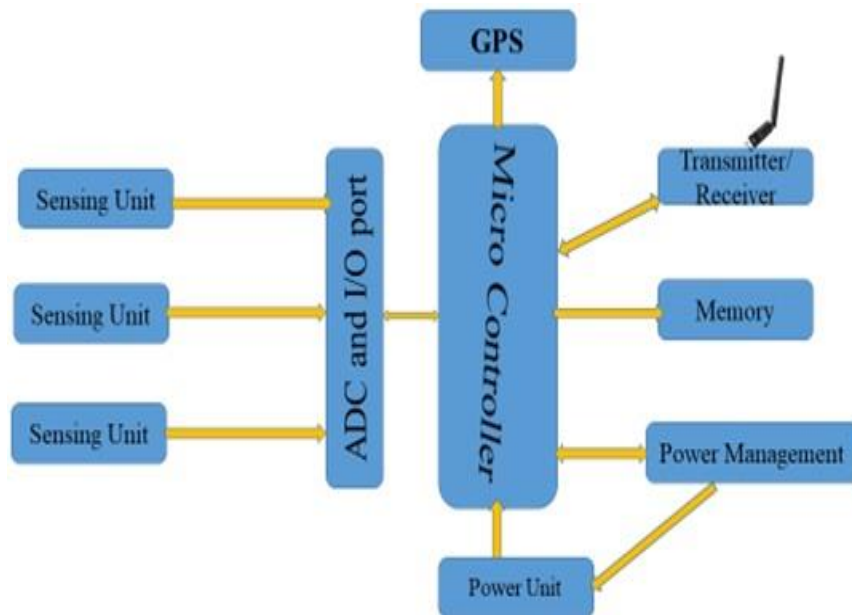 GPS
Transmitter/
Receiver
Sensing Unit
Sensing Unit
Sensing Unit
ADC and I/O port
Micro Controller
Memory
Power Management
Power Unit